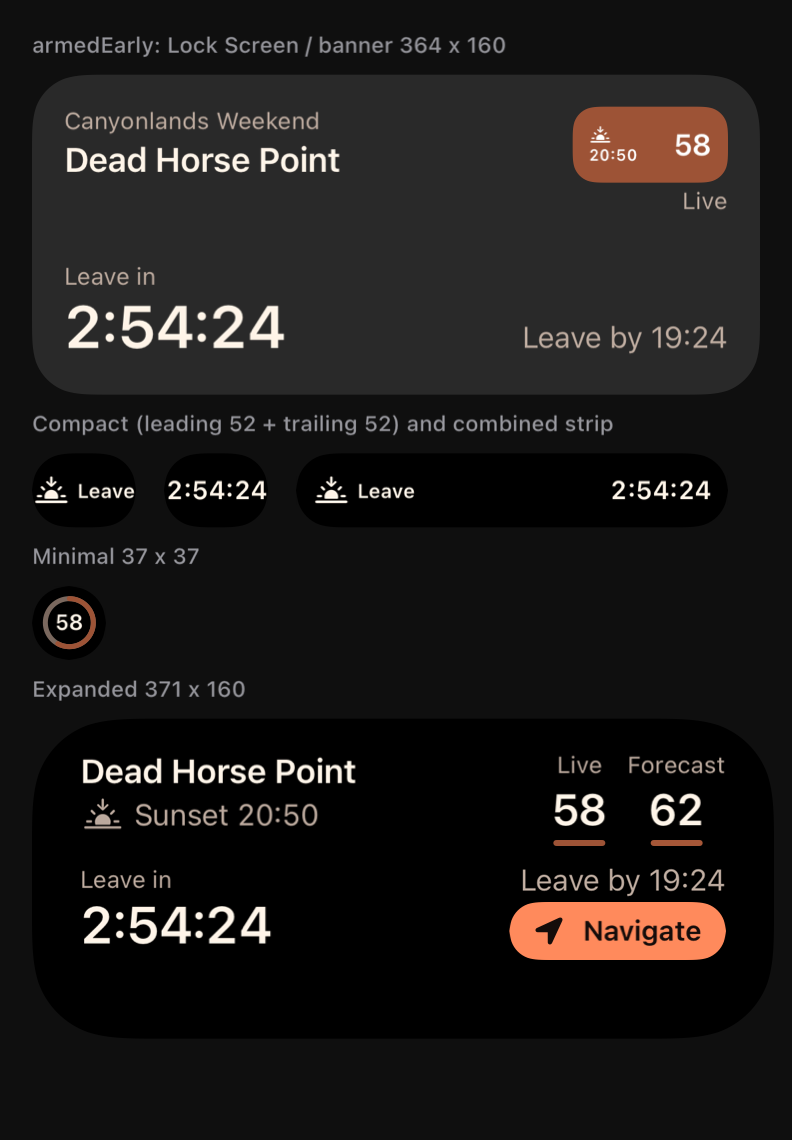 armedEarly: Lock Screen / banner 364 x 160
Canyonlands Weekend
Dead Horse Point
20:50
58
Live
Leave in
2:54:24
Leave by 19:24
Compact (leading 52 + trailing 52) and combined strip
Leave
2:54:24
Leave
2:54:24
Minimal 37 x 37
58
Expanded 371 x 160
Dead Horse Point
Sunset 20:50
Live Forecast
58 62
Leave in
2:54:24
Leave by 19:24
Navigate